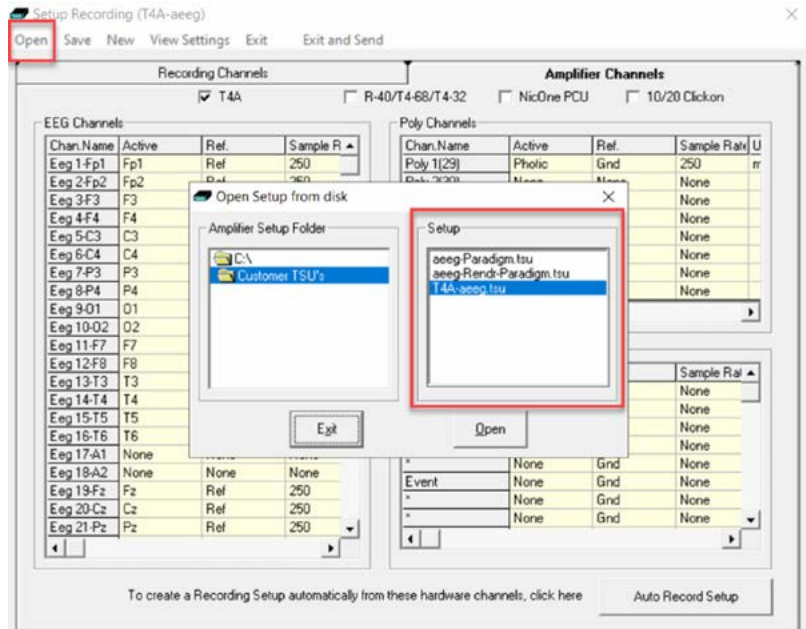 Setup Recording (T4A-aeeg)
Open Save New View Settings Exit Exit and Send
Recording Channels Amplifier Channels
T4A R-40/T4-68/T4-32 NicOne PCU 10/20 Clickon
EEG Channels Poly Channels
Chan.Name Active Ref. Sample R Chan.Name Active Ref. Sample Rate U
Eeg 1-Fp1 Fp1 Ref 250 Poly 1[29] Photic Gnd 250 m
Eeg 2-Fp2 Fp2 Ref 250 None
Eeg 3-F3 F3 Open Setup from disk None
Eeg 4-F4 F4 Amplifier Setup Folder Setup None
Eeg 5-C3 C3 None
Eeg 6-C4 C4 C:\ aeeg-Paradigm.tsu None
Eeg 7-P3 P3 Customer TSU's aeeg-Rendr-Paradigm.tsu None
Eeg 8-P4 P4 T4A-aeeg.tsu None
Eeg 9-O1 O1
Eeg 10-O2 O2
Eeg 11-F7 F7
Eeg 12-F8 F8 Sample Rat
Eeg 13-T3 T3 None
Eeg 14-T4 T4 None
Eeg 15-T5 T5 None
Eeg 16-T6 T6 Exit Open None
Eeg 17-A1 None None
Eeg 18-A2 None None None * None Gnd None
Eeg 19-Fz Fz Ref 250 Event None Gnd None
Eeg 20-Cz Cz Ref 250 * None Gnd None
Eeg 21-Pz Pz Ref 250 * None Gnd None
To create a Recording Setup automatically from these hardware channels, click here Auto Record Setup